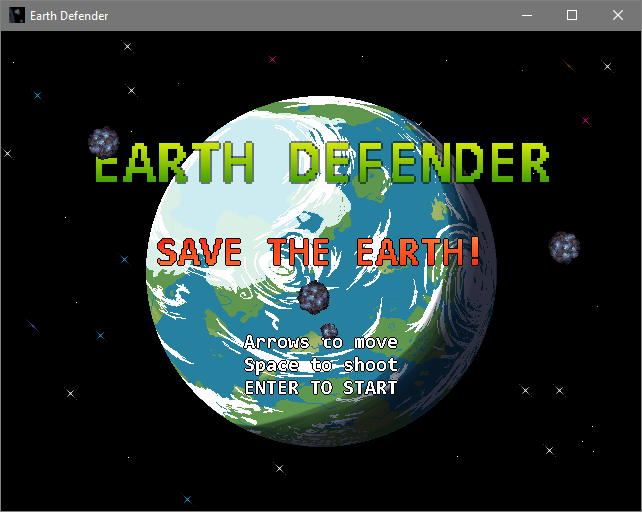 Earth Defender
EARTH DEFENDER
SAVE THE EARTH!
Arrows to move
Space to shoot
ENTER TO START